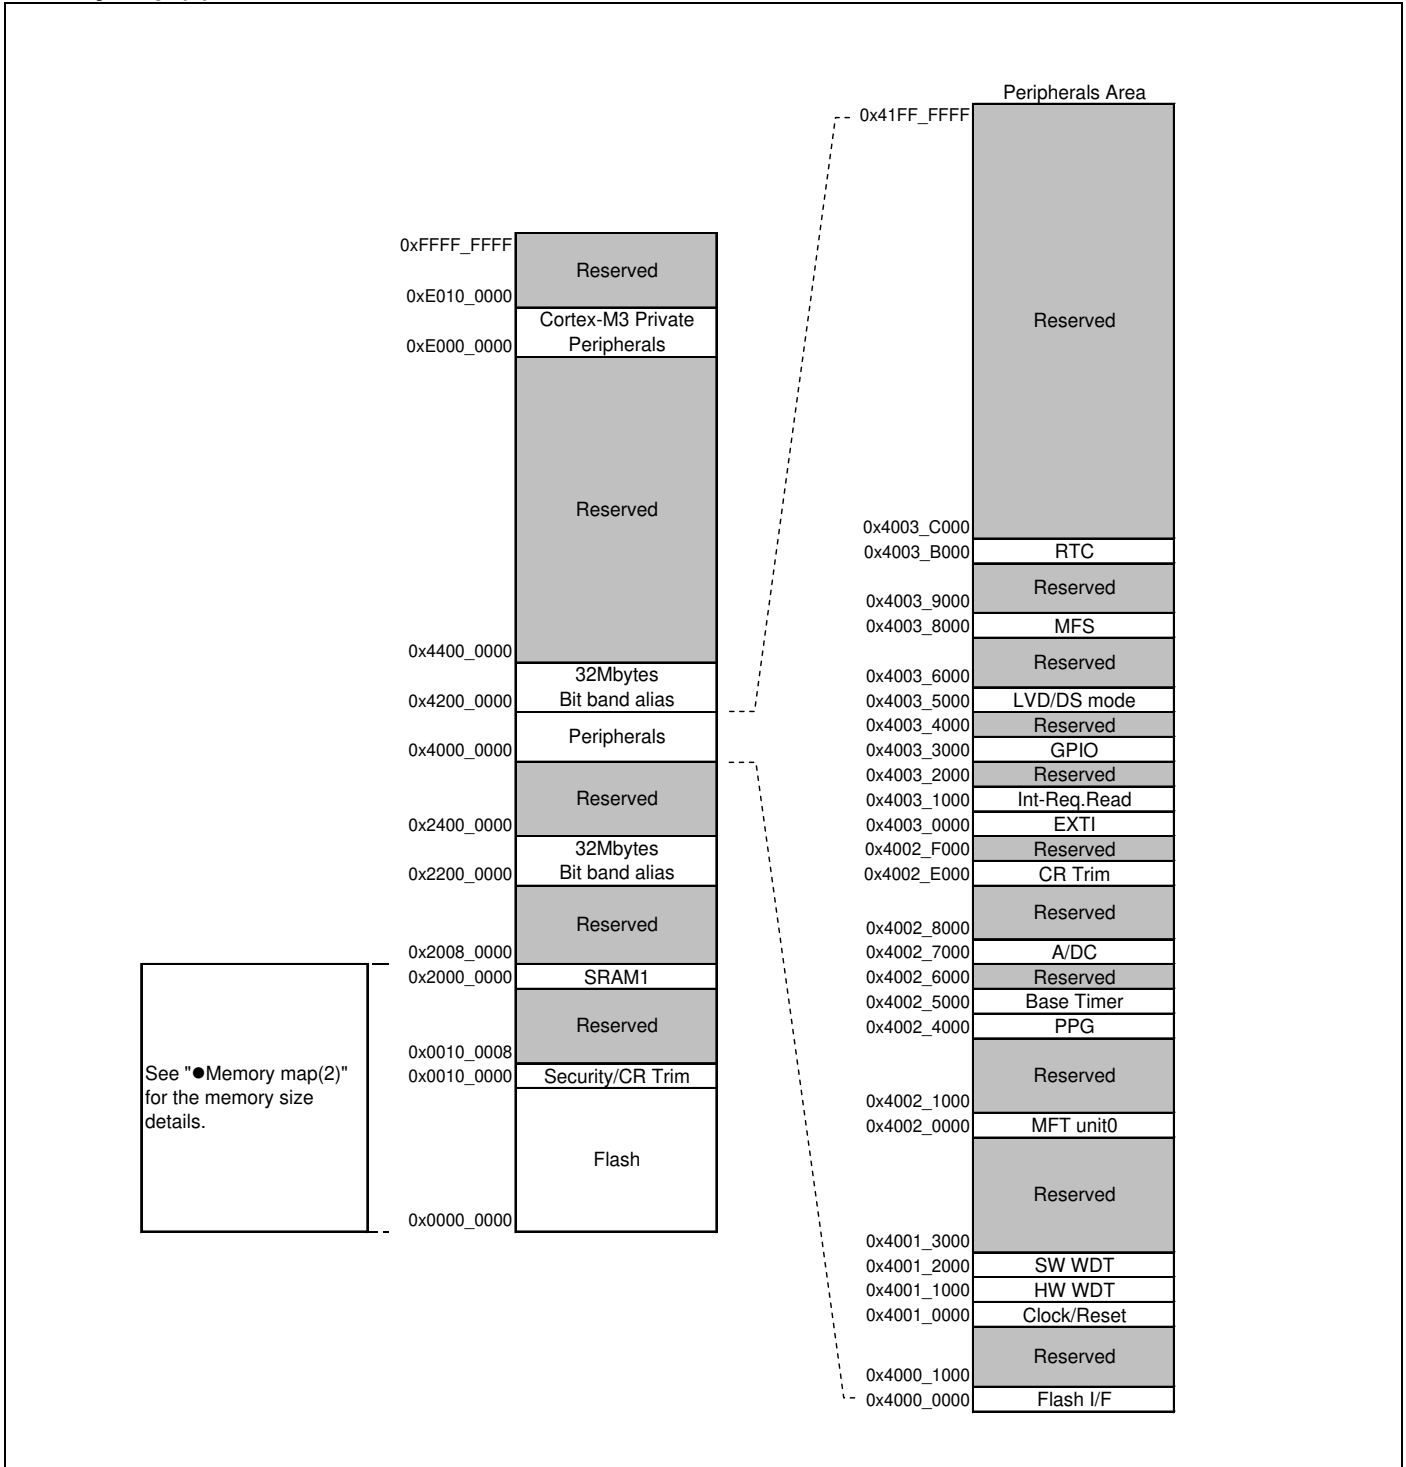 Peripherals Area
0x41FF_FFFF
Reserved
0x4003_C000
0x4003_B000 RTC
Reserved
0x4003_9000
0x4003_8000 MFS
Reserved
0x4003_6000
0x4003_5000 LVD/DS mode
0x4003_4000 Reserved
0x4003_3000 GPIO
0x4003_2000 Reserved
0x4003_1000 Int-Req.Read
0x4003_0000 EXTI
0x4002_F000 Reserved
0x4002_E000 CR Trim
Reserved
0x4002_8000
0x4002_7000 A/DC
0x4002_6000 Reserved
0x4002_5000 Base Timer
0x4002_4000 PPG
Reserved
0x4002_1000
0x4002_0000 MFT unit0
Reserved
0x4001_3000
0x4001_2000 SW WDT
0x4001_1000 HW WDT
0x4001_0000 Clock/Reset
Reserved
0x4000_1000
0x4000_0000 Flash I/F
0xFFFF_FFFF
Reserved
0xE010_0000
Cortex-M3 Private
0xE000_0000 Peripherals
Reserved
0x4400_0000
32Mbytes
0x4200_0000 Bit band alias
Peripherals
0x4000_0000
Reserved
0x2400_0000
32Mbytes
0x2200_0000 Bit band alias
Reserved
0x2008_0000
0x2000_0000 SRAM1
Reserved
0x0010_0008
0x0010_0000 Security/CR Trim
Flash
0x0000_0000
See "●Memory map(2)"
for the memory size
details.